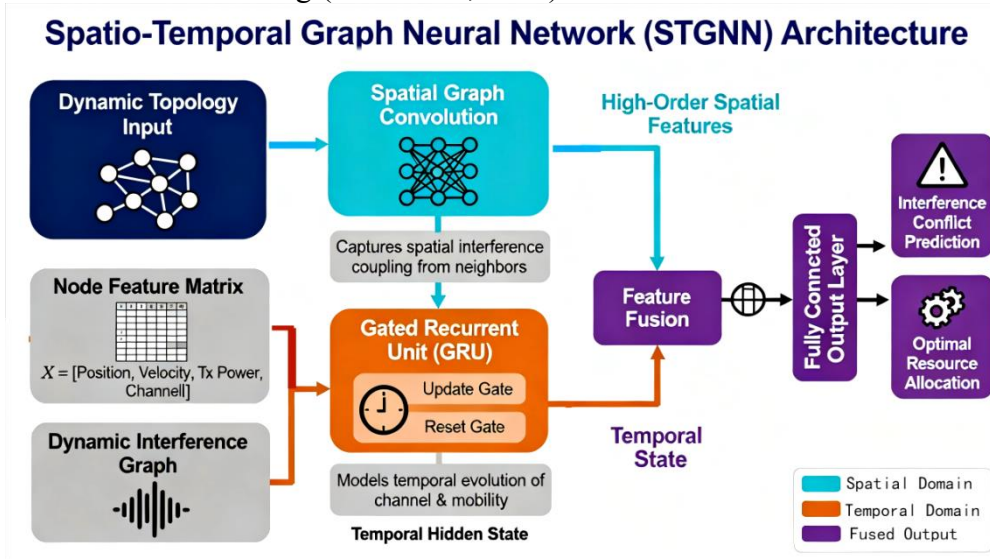 Spatio-Temporal Graph Neural Network (STGNN) Architecture
Dynamic Topology
Input
Spatial Graph
Convolution
High-Order Spatial
Features
Captures spatial interference
coupling from neighbors
Interference
Conflict
Prediction
Node Feature Matrix
X = [Position, Velocity, Tx Power,
Channell]
Gated Recurrent
Unit (GRU)
Update Gate
Reset Gate
Feature
Fusion
Fully Conncted
Output Layer
Optimal
Resource
Allocation
Dynamic Interference
Graph
Temporal
State
Models temporal evolution of
channel & mobility
Temporal Hidden State
Spatial Domain
Temporal Domain
Fused Output